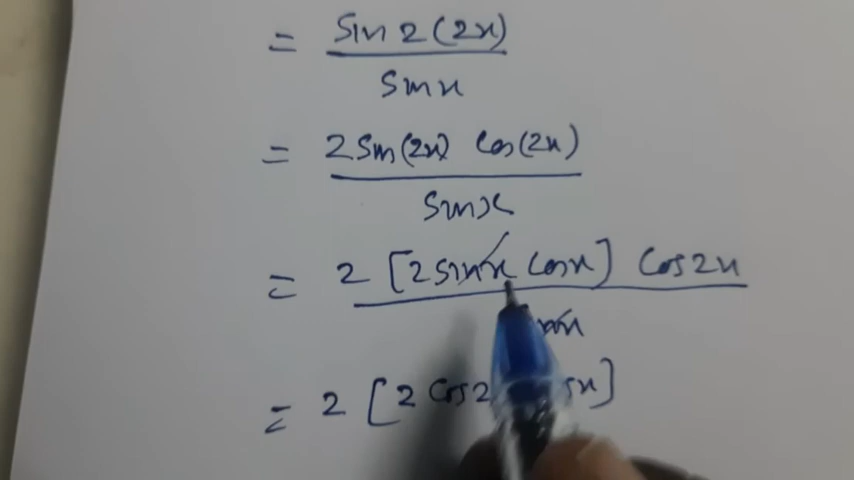 = sin 2 (2x)
sin x
= 2 sin(2x) cos(2x)
sin x
= 2 [2 sin x cos x] cos 2x
= 2 [2 cos 2